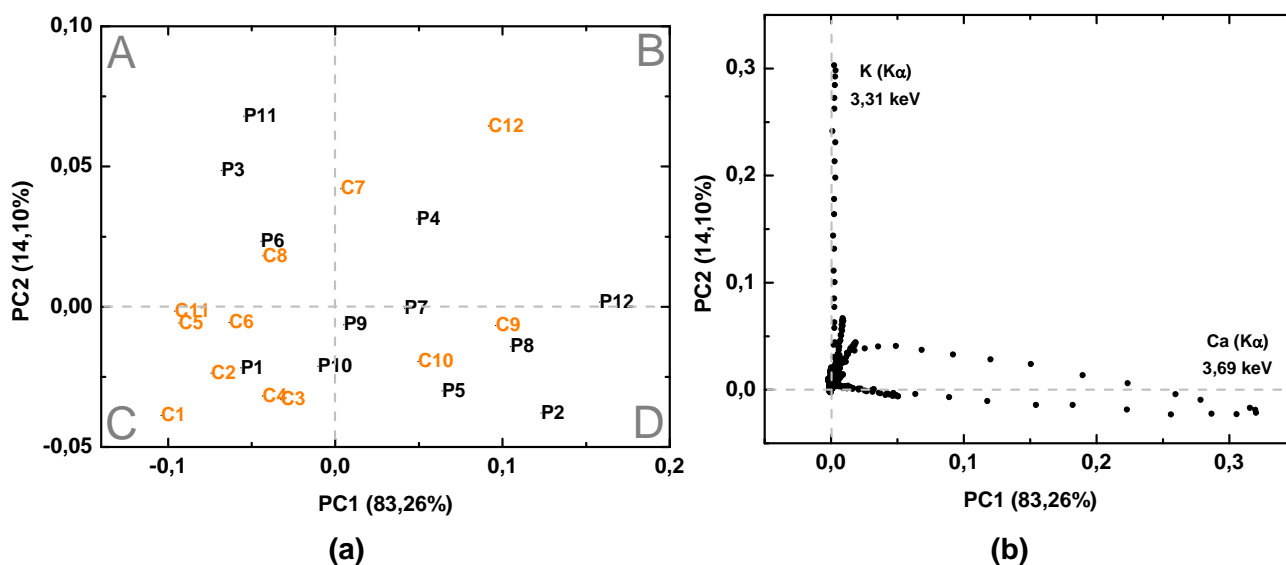 A
B
C
D
0,10
0,05
0,00
-0,05
PC2 (14,10%)
P11
C12
P3
C7
P4
P6
C8
P12
P7
C11
C5
C6
P9
C9
P8
C2
P1
P10
C10
C4
C3
P5
C1
P2
-0,1
0,0
0,1
0,2
PC1 (83,26%)
(a)
0,3
0,2
0,1
0,0
PC2 (14,10%)
K (Kα)
3,31 keV
Ca (Kα)
3,69 keV
0,0
0,1
0,2
0,3
PC1 (83,26%)
(b)